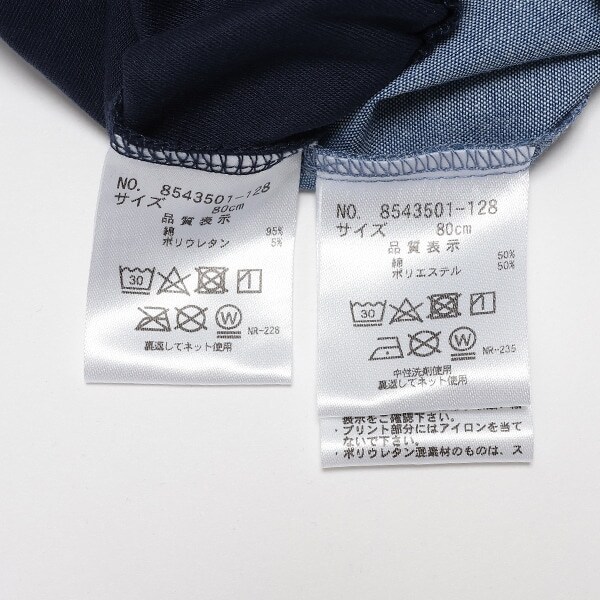 NO. 8543501-128
サイズ 80cm
品質表示
綿 95%
ポリウレタン 5%
30
W
NR-228
裏返してネット使用
NO. 8543501-128
サイズ 80cm
品質表示
綿 50%
ポリエステル 50%
30
W
NR-235
中性洗剤使用
裏返してネット使用
表示をご確認下さい。
・プリント部分にはアイロンを当て
ないで下さい。
・ポリウレタン混素材のものは、ス